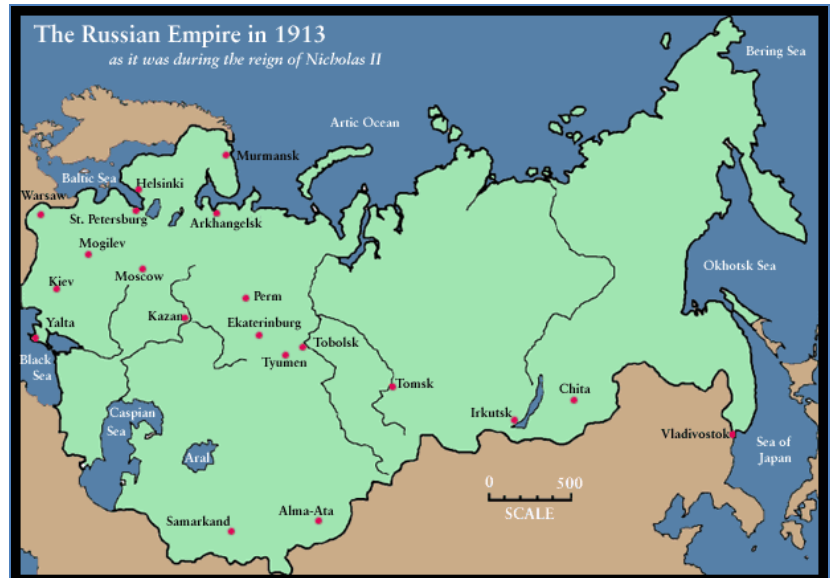 The Russian Empire in 1913
as it was during the reign of Nicholas II
Bering Sea
Artic Ocean
Murmansk
Baltic Sea
Helsinki
Warsaw
St. Petersburg
Arkhangelsk
Mogilev
Moscow
Okhotsk Sea
Kiev
Perm
Kazan
Ekaterinburg
Yalta
Tobolsk
Tyumen
Black
Sea
Tomsk
Chita
Irkutsk
Caspian
Sea
Vladivostok
Sea of
Japan
Aral
0 500
SCALE
Alma-Ata
Samarkand